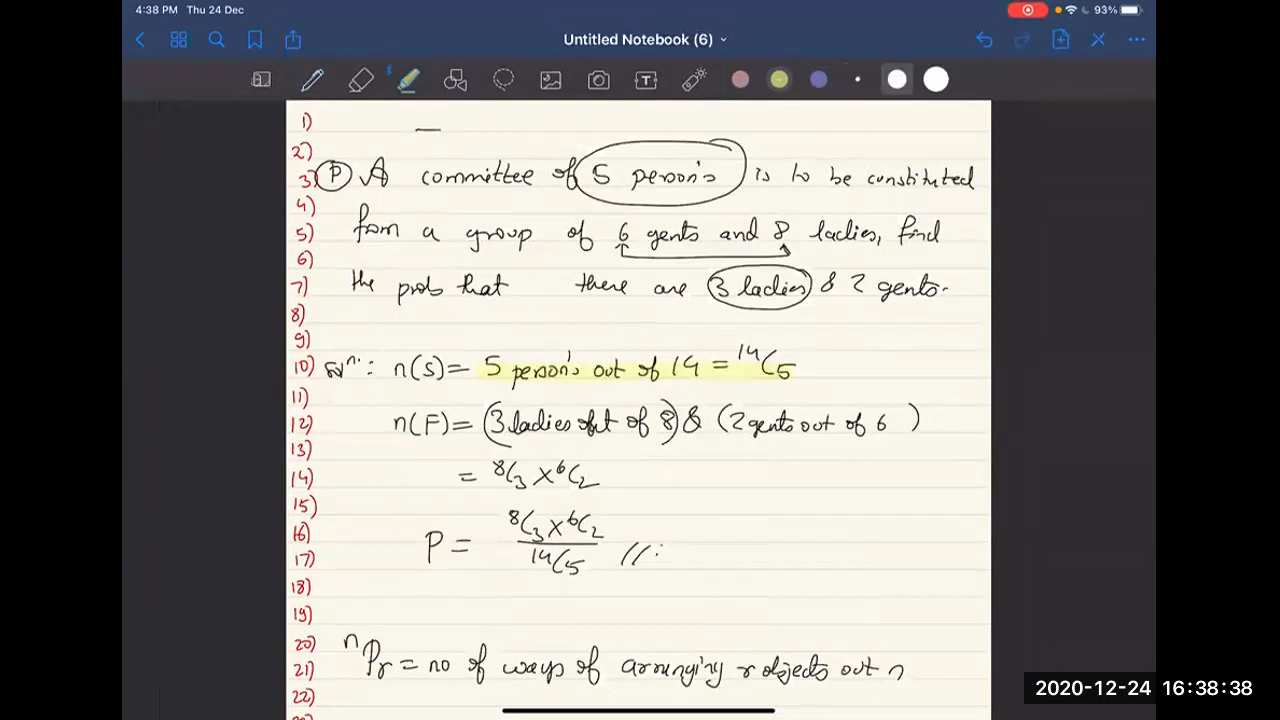 4:38 PM Thu 24 Dec
93%
Untitled Notebook (6)
T
1)
2)
3) P A committee of 5 person's is to be constituted
4)
5) from a group of 6 gents and 8 ladies, find
6)
7) the prob that there are 3 ladies & 2 gents.
8)
9)
10) Soln: n(S) = 5 person's out of 14 = ¹⁴C₅
11)
12) n(F) = (3 ladies out of 8) & (2 gents out of 6 )
13)
14) = ⁸C₃ X ⁶C₂
15)
16) P = ⁸C₃ X ⁶C₂
17) ¹⁴C₅ //:
18)
19)
20)
21) ⁿPr = no of ways of arrunying r objects out n
22)
2020-12-24 16:38:38